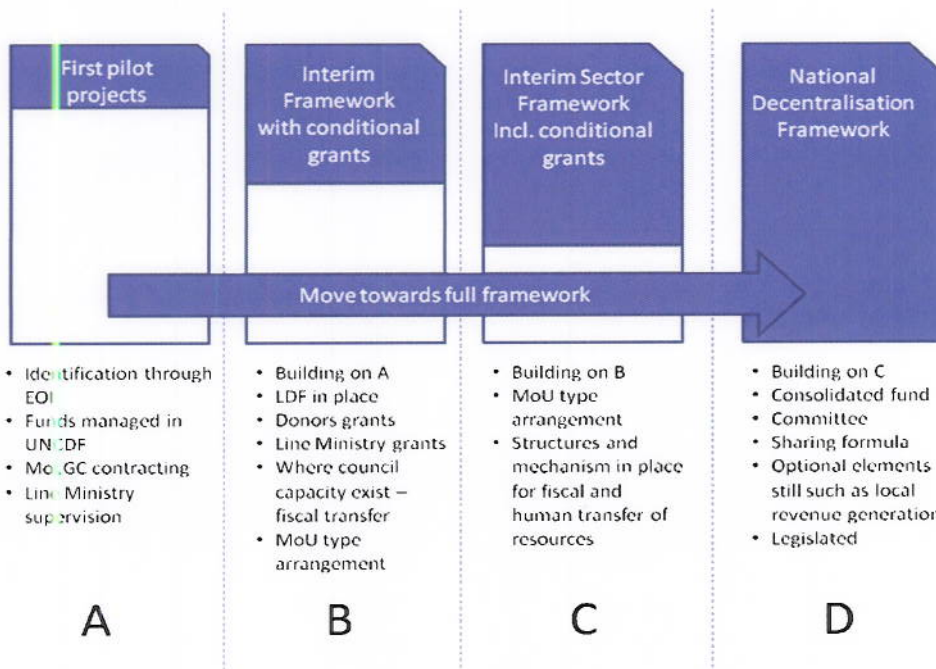 First pilot
projects
Interim
Framework
with conditional
grants
Interim Sector
Framework
Incl. conditional
grants
National
Decentralisation
Framework
Move towards full framework
• Identification through
EOI
• Funds managed in
UNCDF
• MoLGC contracting
• Line Ministry
supervision
• Building on A
• LDF in place
• Donors grants
• Line Ministry grants
• Where council
capacity exist –
fiscal transfer
• MoU type
arrangement
• Building on B
• MoU type
arrangement
• Structures and
mechanism in place
for fiscal and
human transfer of
resources
• Building on C
• Consolidated fund
• Committee
• Sharing formula
• Optional elements
still such as local
revenue generation
• Legislated
A
B
C
D